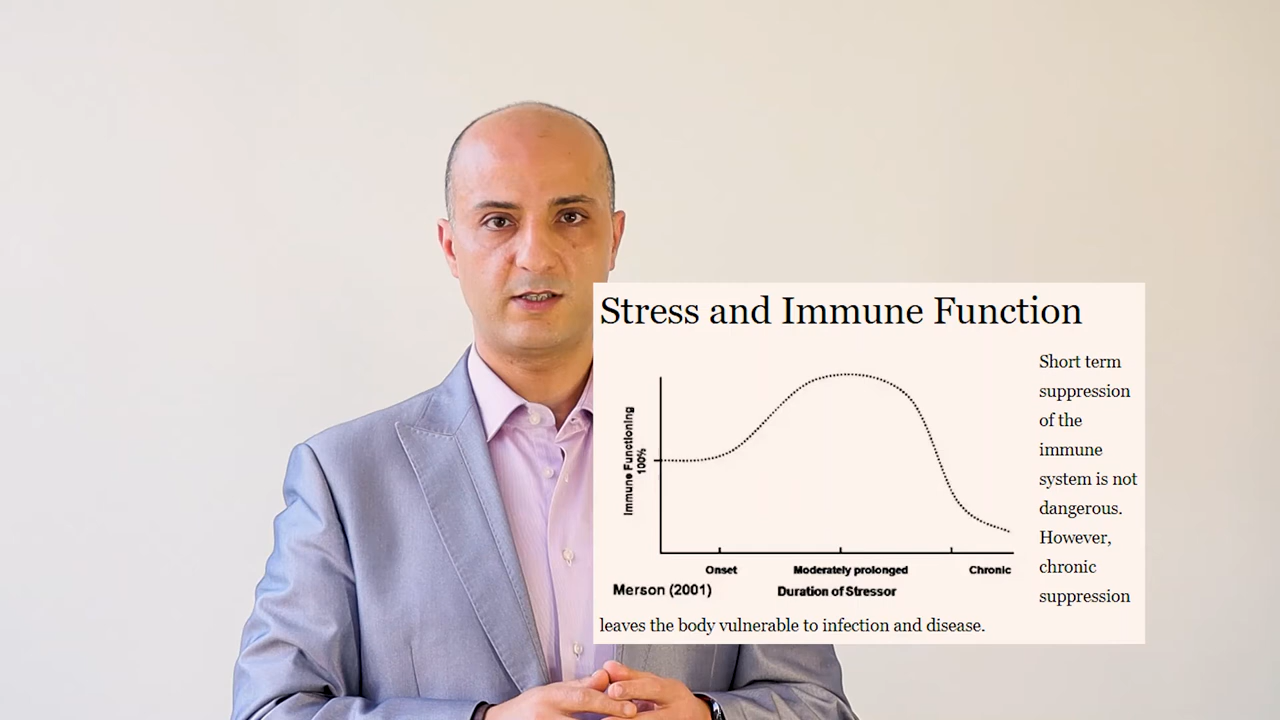 Stress and Immune Function
Short term
suppression
of the
immune
system is not
dangerous.
However,
chronic
suppression
leaves the body vulnerable to infection and disease.
Immune Functioning
100%
Onset
Moderately prolonged
Chronic
Merson (2001)
Duration of Stressor